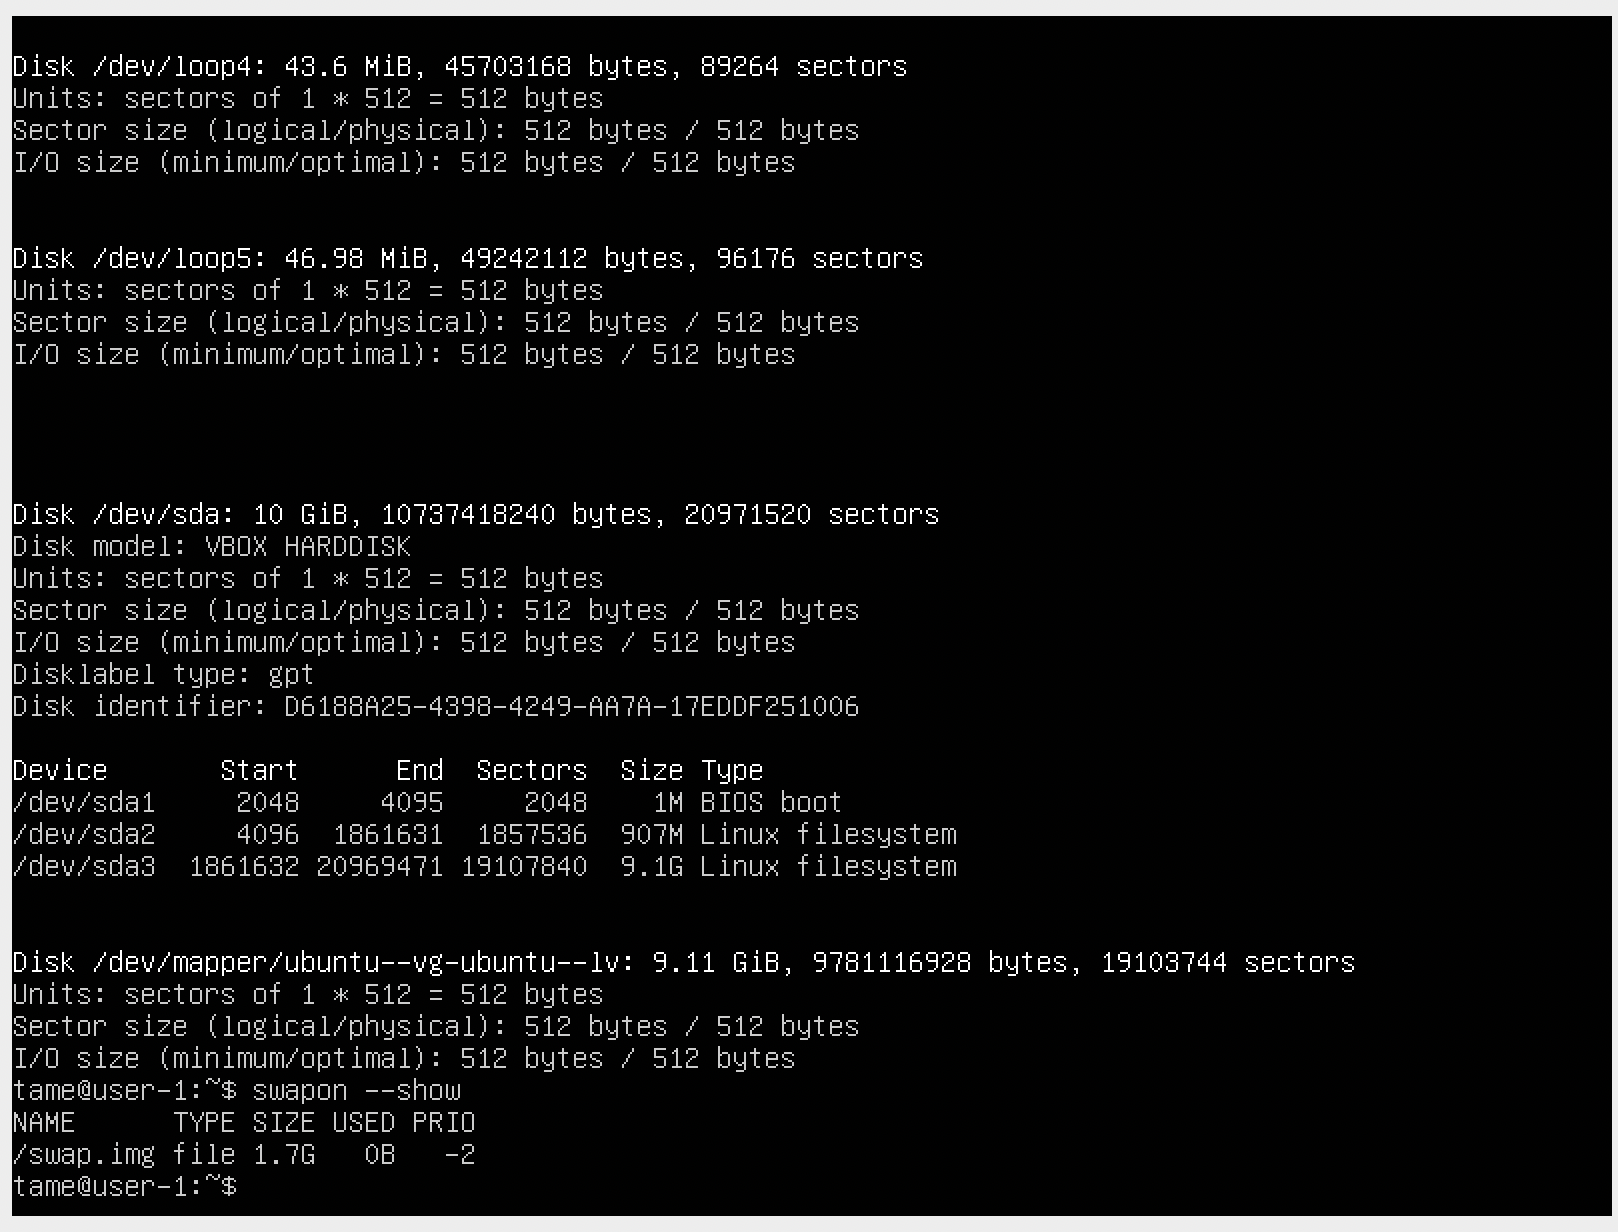 Disk /dev/loop4: 43.6 MiB, 45703168 bytes, 89264 sectors
Units: sectors of 1 * 512 = 512 bytes
Sector size (logical/physical): 512 bytes / 512 bytes
I/O size (minimum/optimal): 512 bytes / 512 bytes
Disk /dev/loop5: 46.98 MiB, 49242112 bytes, 96176 sectors
Units: sectors of 1 * 512 = 512 bytes
Sector size (logical/physical): 512 bytes / 512 bytes
I/O size (minimum/optimal): 512 bytes / 512 bytes
Disk /dev/sda: 10 GiB, 10737418240 bytes, 20971520 sectors
Disk model: VBOX HARDDISK
Units: sectors of 1 * 512 = 512 bytes
Sector size (logical/physical): 512 bytes / 512 bytes
I/O size (minimum/optimal): 512 bytes / 512 bytes
Disklabel type: gpt
Disk identifier: D6188A25-4398-4249-AA7A-17EDDF251006
Device       Start      End  Sectors  Size Type
/dev/sda1     2048     4095     2048    1M BIOS boot
/dev/sda2     4096  1861631  1857536  907M Linux filesystem
/dev/sda3  1861632 20969471 19107840  9.1G Linux filesystem
Disk /dev/mapper/ubuntu--vg-ubuntu--lv: 9.11 GiB, 9781116928 bytes, 19103744 sectors
Units: sectors of 1 * 512 = 512 bytes
Sector size (logical/physical): 512 bytes / 512 bytes
I/O size (minimum/optimal): 512 bytes / 512 bytes
tame@user-1:~$ swapon --show
NAME      TYPE SIZE USED PRIO
/swap.img file 1.7G   0B   -2
tame@user-1:~$